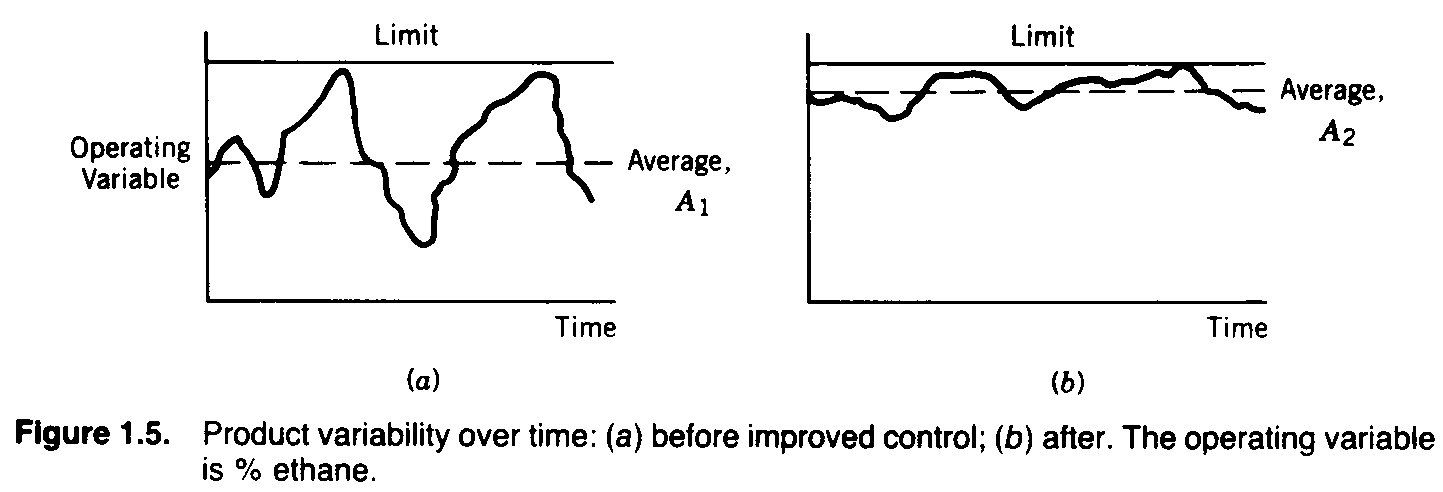 Limit
Operating
Variable
Average,
A1
Time
(a)
Limit
Average,
A2
Time
(b)
Figure 1.5. Product variability over time: (a) before improved control; (b) after. The operating variable
is % ethane.